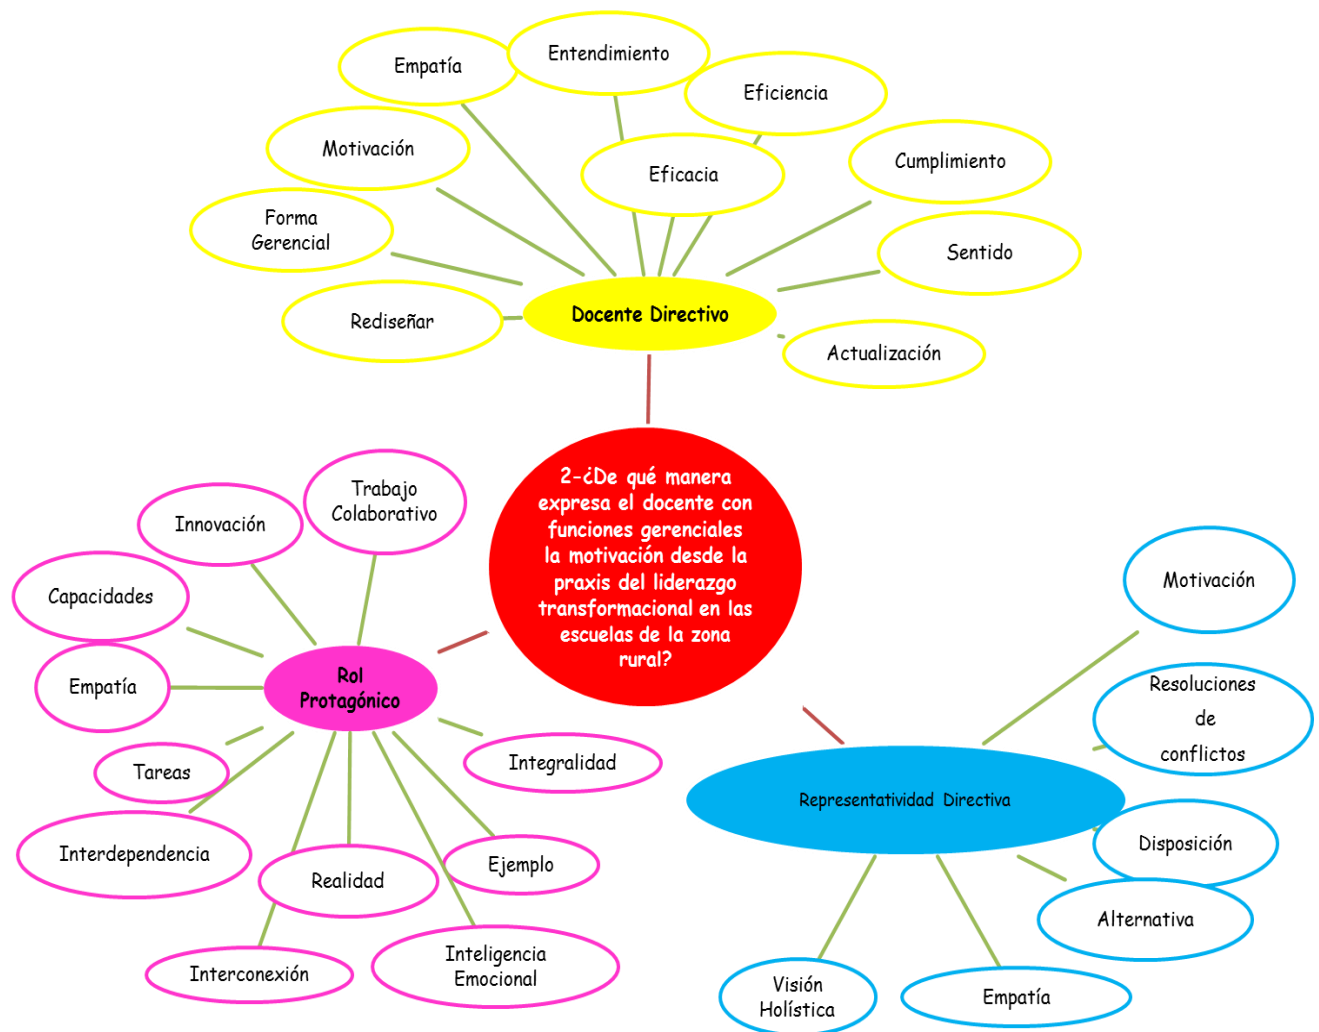 Empatía
Entendimiento
Eficiencia
Motivación
Eficacia
Cumplimiento
Forma
Gerencial
Sentido
Rediseñar
Docente Directivo
Actualización
2-¿De qué manera
expresa el docente con
funciones gerenciales
la motivación desde la
praxis del liderazgo
transformacional en las
escuelas de la zona
rural?
Trabajo
Colaborativo
Innovación
Capacidades
Empatía
Rol
Protagónico
Tareas
Integralidad
Interdependencia
Realidad
Ejemplo
Interconexión
Inteligencia
Emocional
Motivación
Resoluciones
de
conflictos
Representatividad Directiva
Disposición
Alternativa
Visión
Holística
Empatía